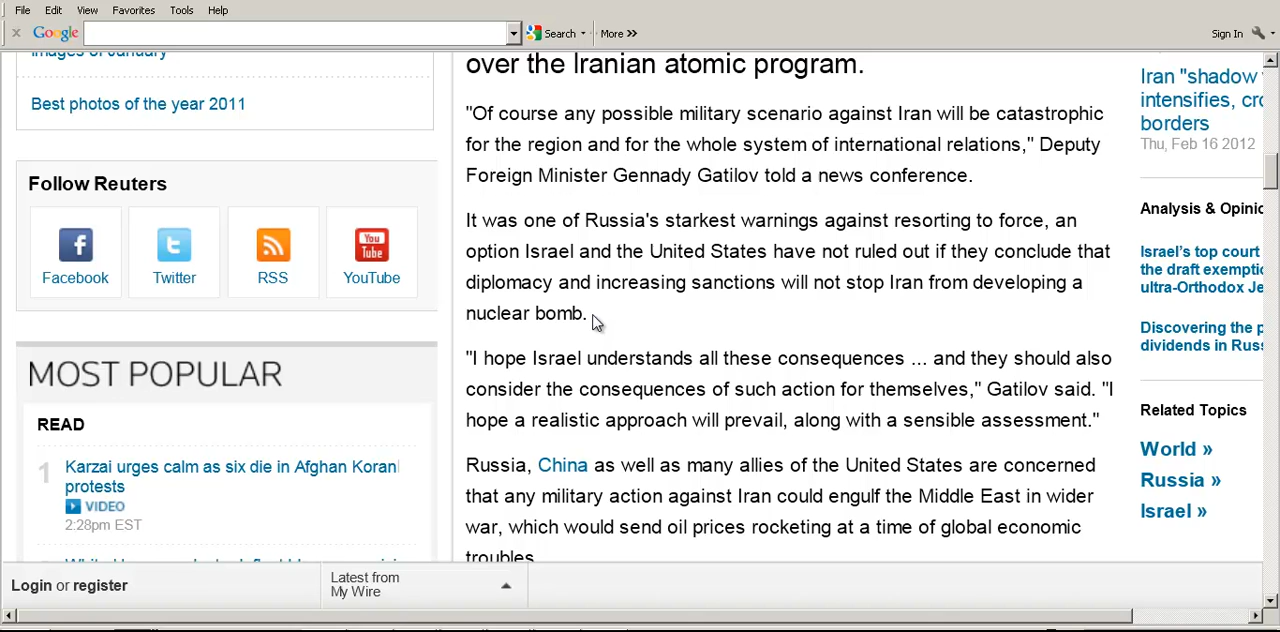 File Edit View Favorites Tools Help
Google Search More »
Sign In
images of January
Best photos of the year 2011
Follow Reuters
Facebook Twitter RSS YouTube
MOST POPULAR
READ
1 Karzai urges calm as six die in Afghan Koran
protests
VIDEO
2:28pm EST
over the Iranian atomic program.
"Of course any possible military scenario against Iran will be catastrophic
for the region and for the whole system of international relations," Deputy
Foreign Minister Gennady Gatilov told a news conference.
It was one of Russia's starkest warnings against resorting to force, an
option Israel and the United States have not ruled out if they conclude that
diplomacy and increasing sanctions will not stop Iran from developing a
nuclear bomb.
"I hope Israel understands all these consequences ... and they should also
consider the consequences of such action for themselves," Gatilov said. "I
hope a realistic approach will prevail, along with a sensible assessment."
Russia, China as well as many allies of the United States are concerned
that any military action against Iran could engulf the Middle East in wider
war, which would send oil prices rocketing at a time of global economic
troubles.
Iran "shadow
intensifies,
borders
Thu, Feb 16 2012
Analysis &
Israel's top court
the draft
ultra-Orthodox
Discovering the
dividends in
Related Topics
World »
Russia »
Israel »
Login or register
Latest from
My Wire